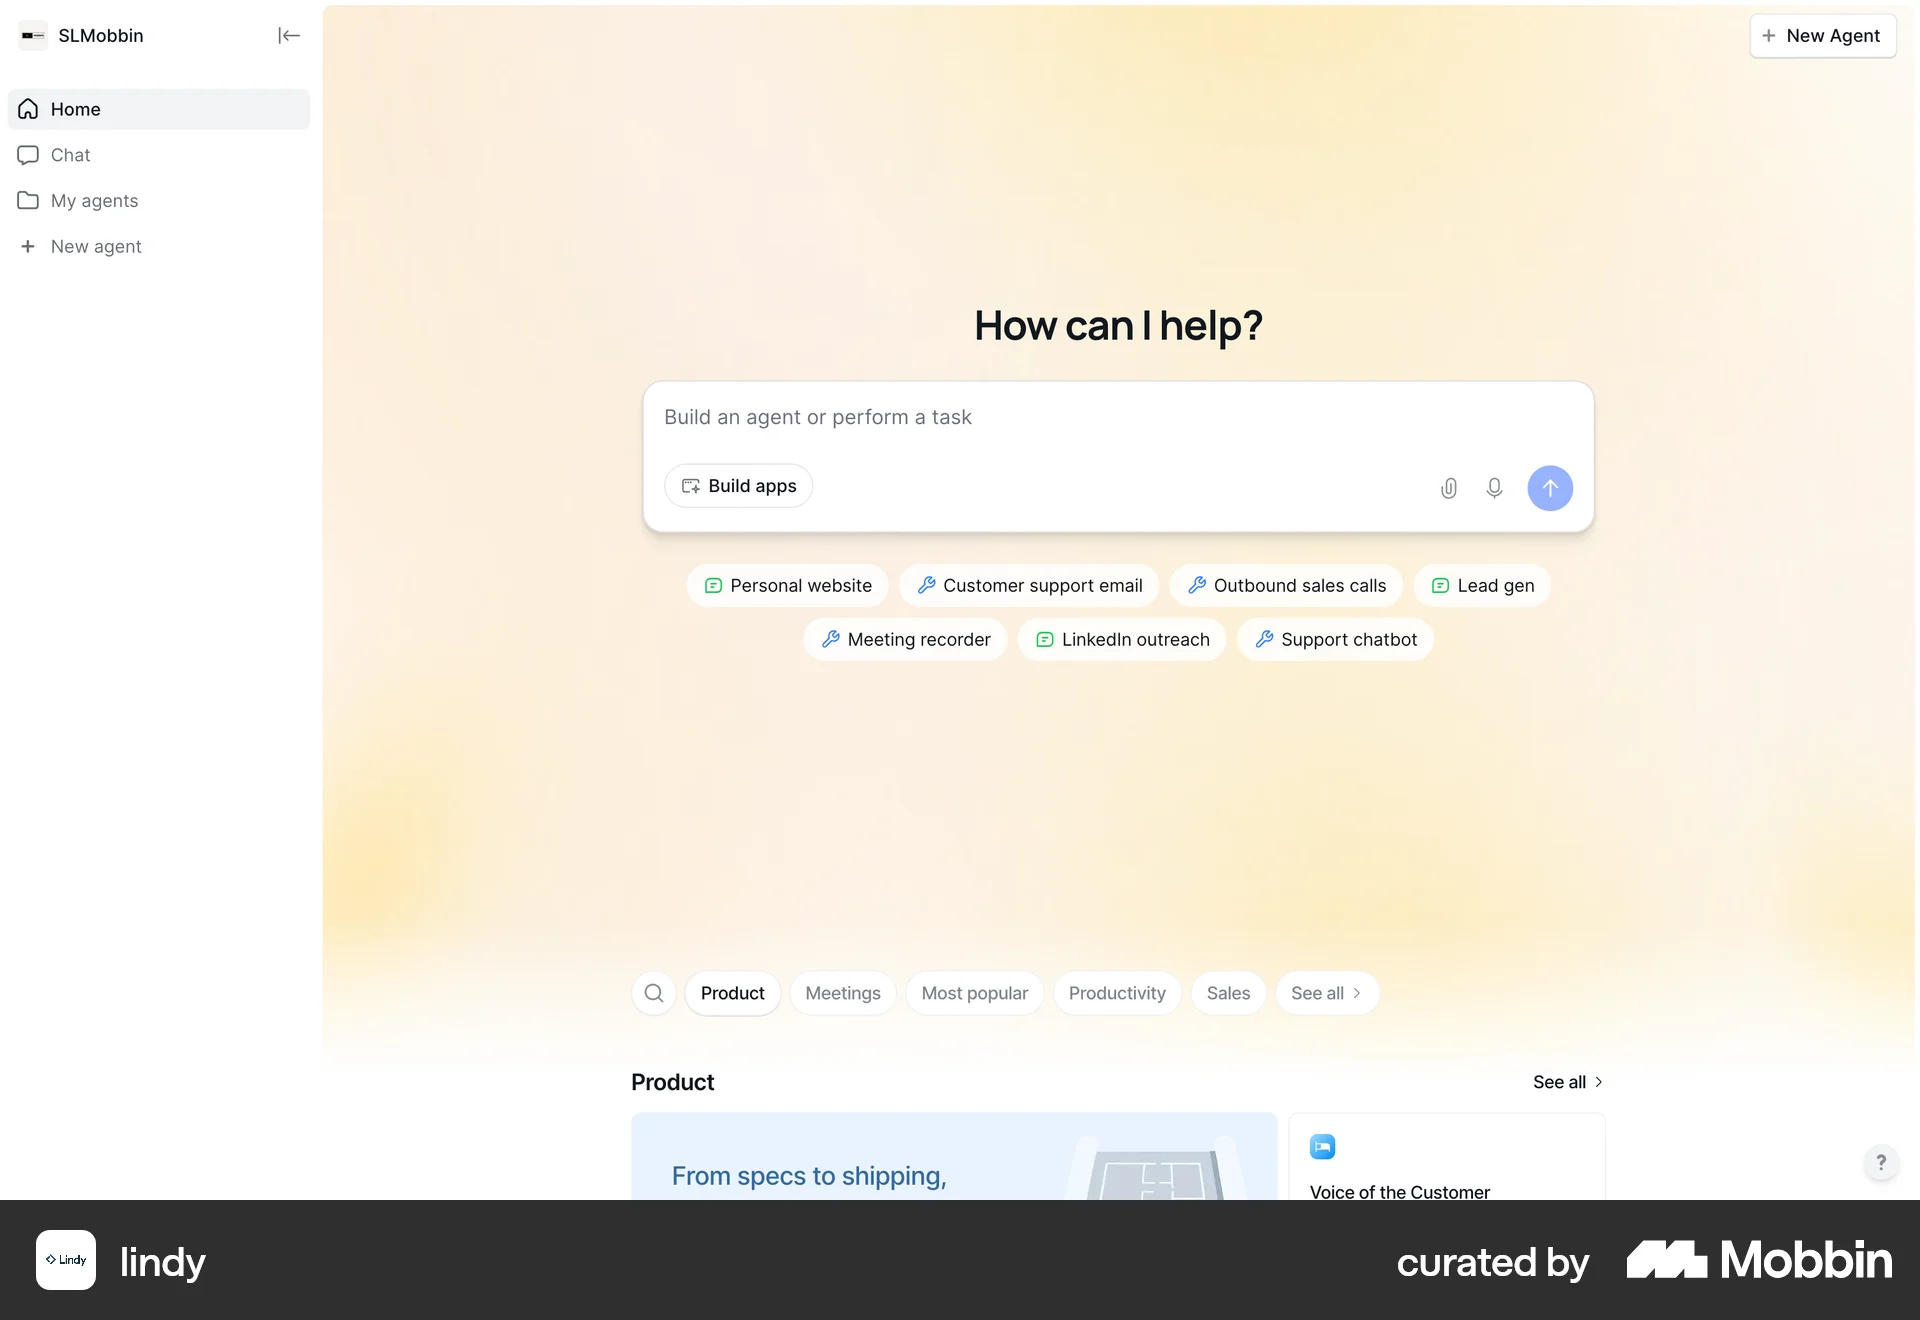 SLMobbin
Home
Chat
My agents
New agent
New Agent
How can I help?
Build an agent or perform a task
Build apps
Personal website
Customer support email
Outbound sales calls
Lead gen
Meeting recorder
LinkedIn outreach
Support chatbot
Product
Meetings
Most popular
Productivity
Sales
See all
Product
See all
From specs to shipping,
Voice of the Customer
?
Lindy
lindy
curated by
Mobbin